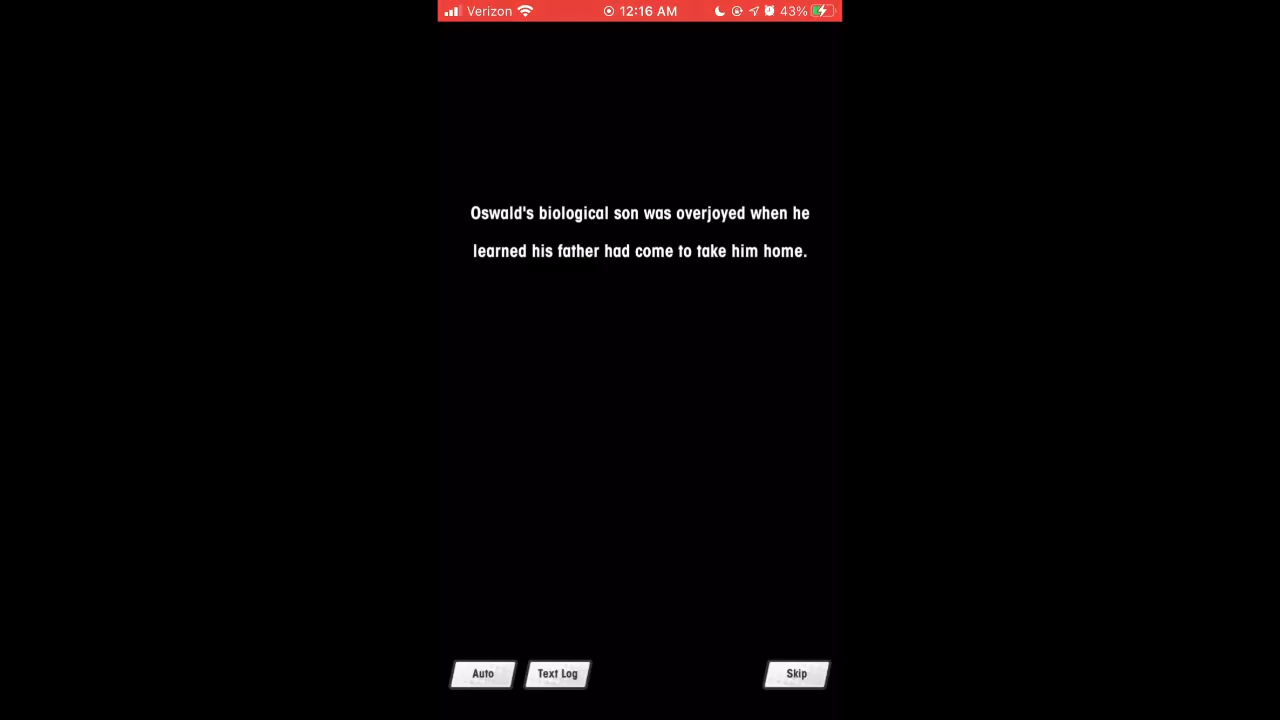 Verizon 12:16 AM 43%
Oswald's biological son was overjoyed when he
learned his father had come to take him home.
Auto Text Log Skip